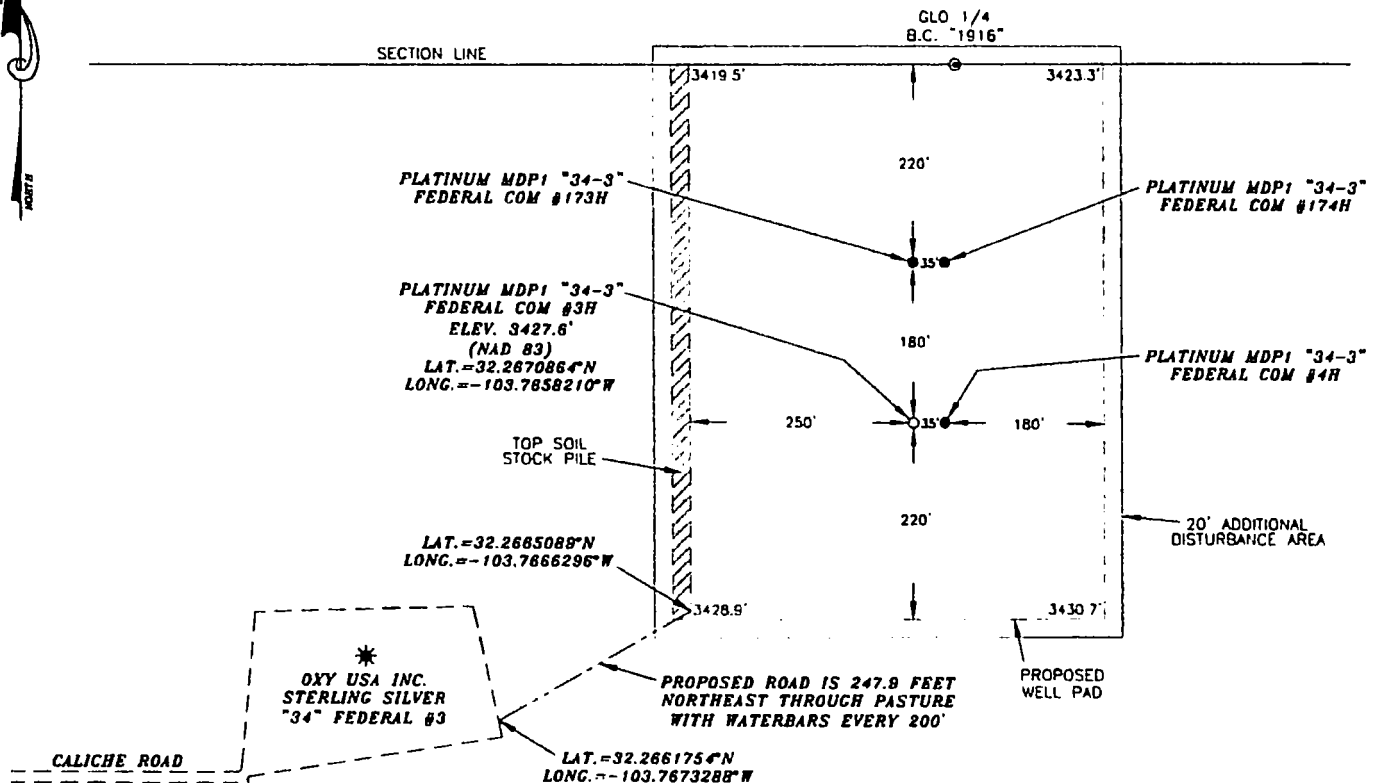 GLO 1/4
B.C. "1916"
SECTION LINE
3419.5'
3423.3'
NORTH
220'
PLATINUM MDP1 "34-3"
FEDERAL COM #173H
PLATINUM MDP1 "34-3"
FEDERAL COM #174H
35'
PLATINUM MDP1 "34-3"
FEDERAL COM #3H
ELEV. 3427.6'
(NAD 83)
LAT.=32.2670864°N
LONG.=-103.7658210°W
180'
PLATINUM MDP1 "34-3"
FEDERAL COM #4H
250'
35'
180'
TOP SOIL
STOCK PILE
220'
20' ADDITIONAL
DISTURBANCE AREA
LAT.=32.2665089°N
LONG.=-103.7666296°W
3428.9'
3430.7'
OXY USA INC.
STERLING SILVER
"34" FEDERAL #3
PROPOSED ROAD IS 247.9 FEET
NORTHEAST THROUGH PASTURE
WITH WATERBARS EVERY 200'
PROPOSED
WELL PAD
CALICHE ROAD
LAT.=32.2661754°N
LONG.=-103.7673288°W